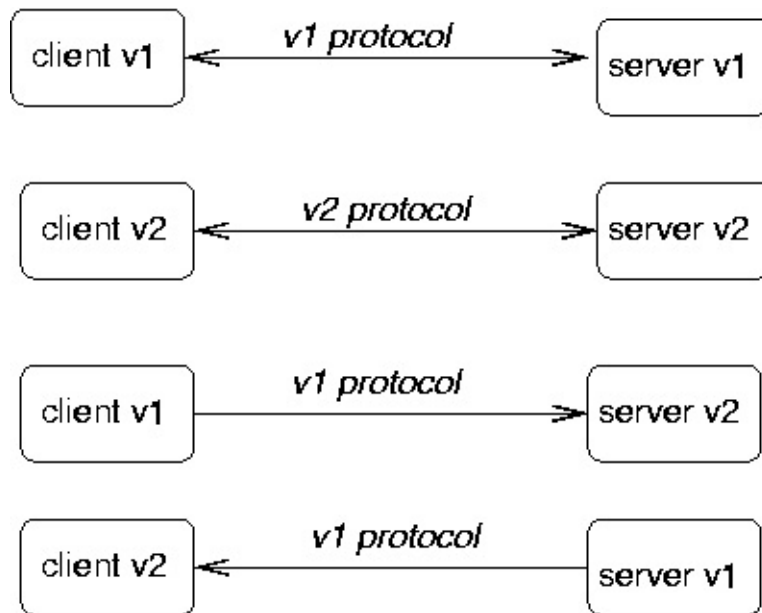 client v1
v1 protocol
server v1
client v2
v2 protocol
server v2
client v1
v1 protocol
server v2
client v2
v1 protocol
server v1